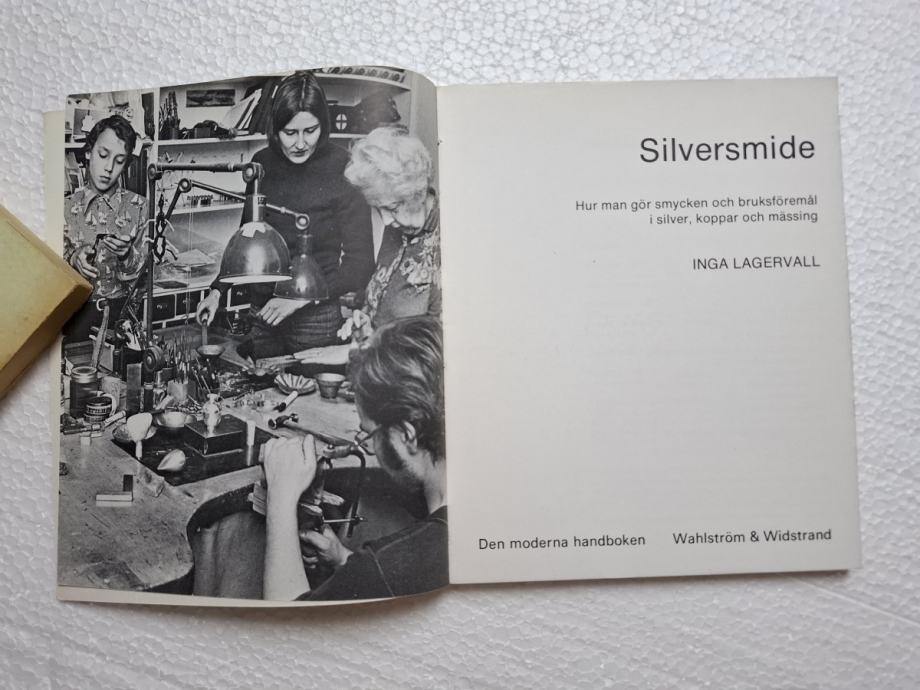 Silversmide
Hur man gör smycken och bruksföremål
i silver, koppar och mässing
INGA LAGERVALL
Den moderna handboken Wahlström & Widstrand